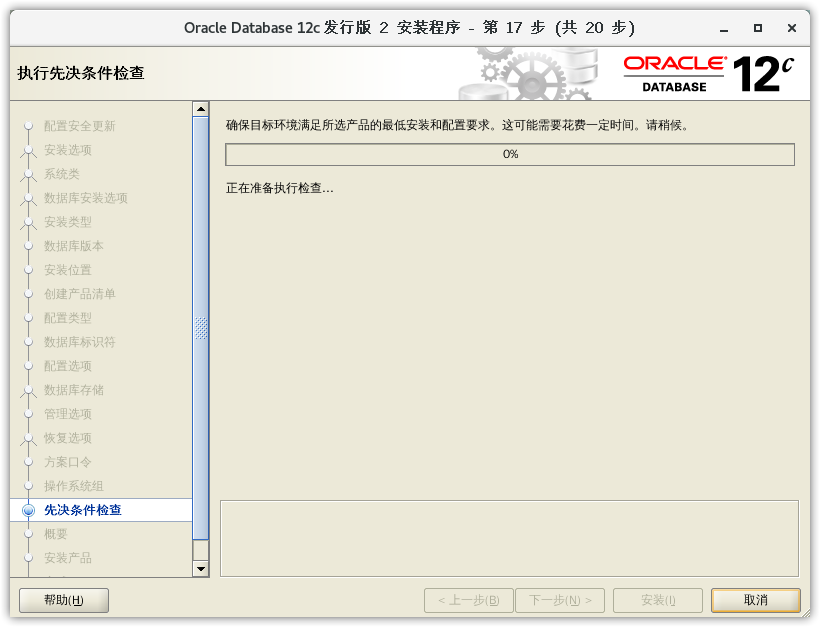 Oracle Database 12c 发行版 2 安装程序 - 第 17 步 (共 20 步)
执行先决条件检查
ORACLE®
DATABASE
12c
配置安全更新
安装选项
系统类
数据库安装选项
安装类型
数据库版本
安装位置
创建产品清单
配置类型
数据库标识符
配置选项
数据库存储
管理选项
恢复选项
方案口令
操作系统组
先决条件检查
概要
安装产品
确保目标环境满足所选产品的最低安装和配置要求。这可能需要花费一定时间。请稍候。
0%
正在准备执行检查...
帮助(H)
< 上一步(B)
下一步(N) >
安装(I)
取消